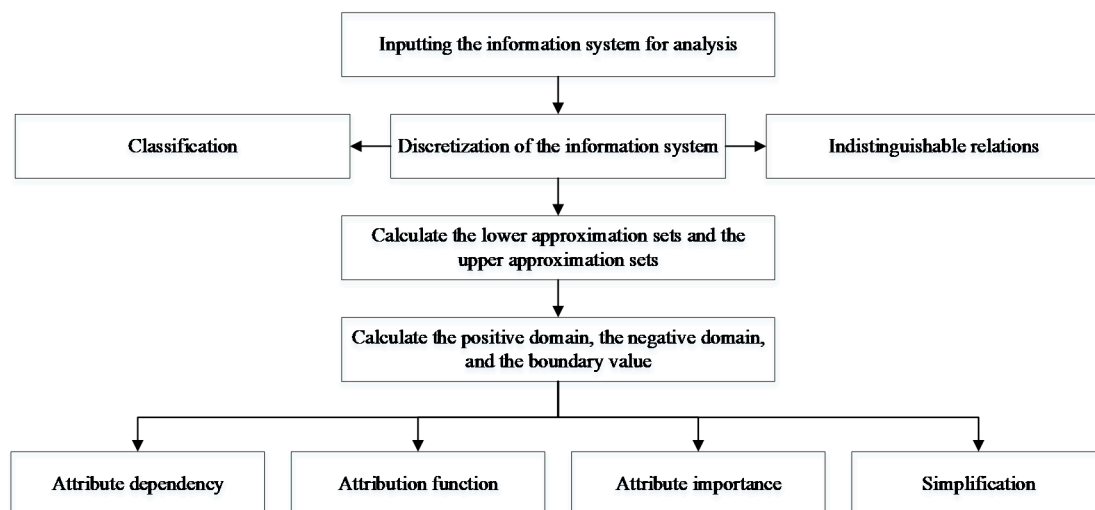 Inputting the information system for analysis
Classification
Discretization of the information system
Indistinguishable relations
Calculate the lower approximation sets and the
upper approximation sets
Calculate the positive domain, the negative domain,
and the boundary value
Attribute dependency
Attribution function
Attribute importance
Simplification